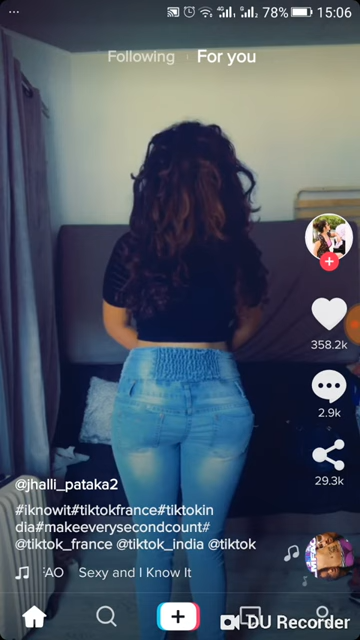 78% 15:06
Following For you
358.2k
2.9k
29.3k
@jhalli_pataka2
#iknowit#tiktokfrance#tiktokin
dia#makeeverysecondcount#
@tiktok_france @tiktok_india @tiktok
FAO Sexy and I Know It
DU Recorder